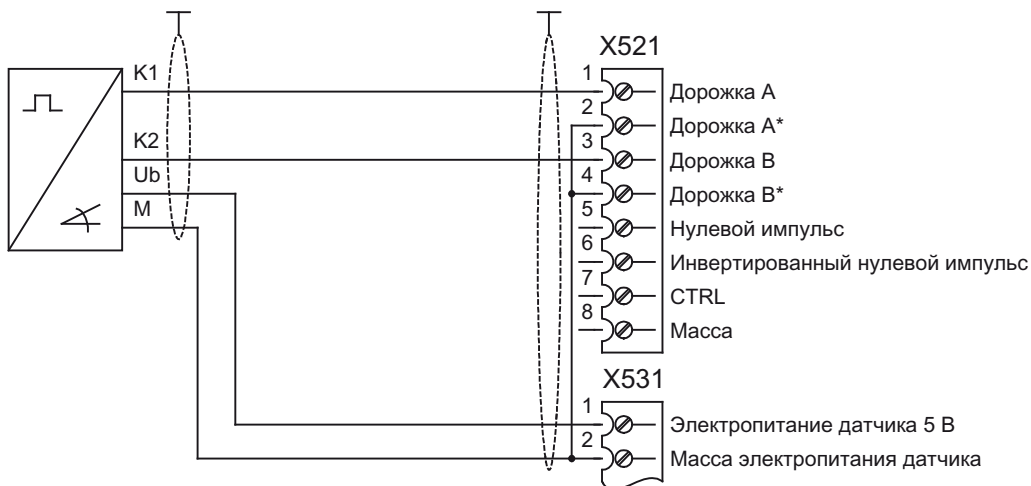 X521
K1
1
Дорожка A
2
Дорожка A*
K2
3
Дорожка B
Ub
4
Дорожка B*
M
5
Нулевой импульс
6
Инвертированный нулевой импульс
7
CTRL
8
Масса
X531
1
Электропитание датчика 5 В
2
Масса электропитания датчика